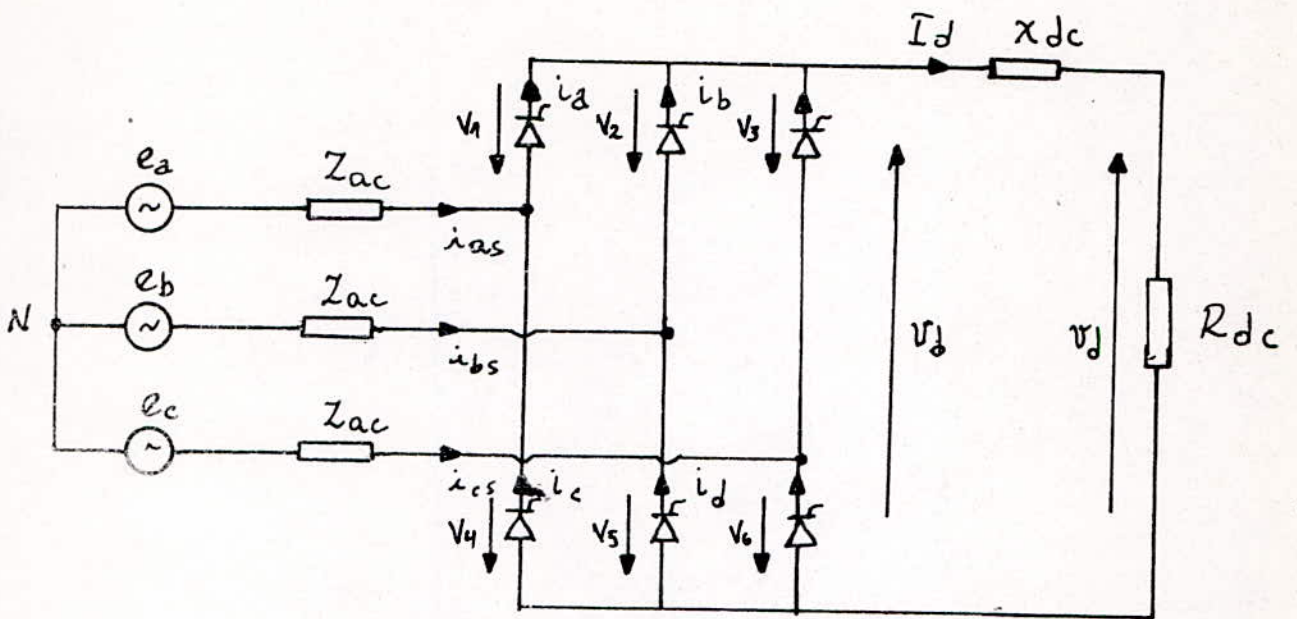 Id xdc
ia ib
V1 V2 V3
ea Zac
ias
eb Zac
N
ibs
vd vd Rdc
ec Zac
ics ic id
V4 V5 V6